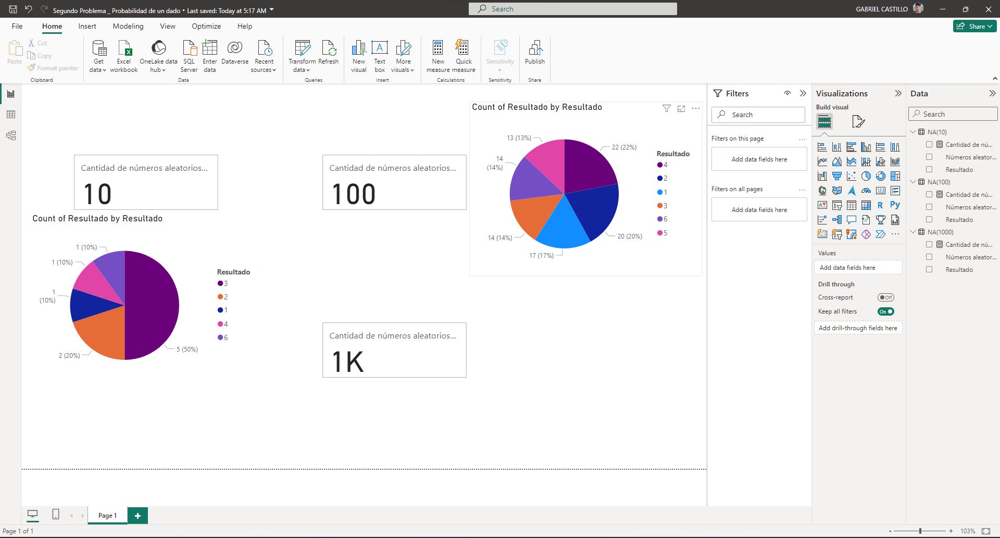 Segundo Problema _ Probabilidad de un dado • Last saved: Today at 5:17 AM
Search
GABRIEL CASTILLO
File Home Insert Modeling View Optimize Help
Share
Paste
Cut
Copy
Format painter
Clipboard
Get data
Excel workbook
OneLake data hub
SQL Server
Enter data
Dataverse
Recent sources
Data
Transform data
Refresh
Queries
New visual
Text box
More visuals
Insert
New measure
Quick measure
Calculations
Sensitivity
Sensitivity
Publish
Share
Cantidad de números aleatorios...
10
Cantidad de números aleatorios...
100
Count of Resultado by Resultado
13 (13%)
22 (22%)
14
(14%)
14 (14%)
20 (20%)
17 (17%)
Resultado
4
2
1
3
6
5
Count of Resultado by Resultado
1 (10%)
1 (10%)
1
(10%)
2 (20%)
5 (50%)
Resultado
3
2
1
4
6
Cantidad de números aleatorios...
1K
Filters
Search
Filters on this page
...
Add data fields here
Filters on all pages
...
Add data fields here
Visualizations
Build visual
123
R
Py
123
...
Values
Add data fields here
Drill through
Cross-report
Off
Keep all filters
On
Add drill-through fields here
Data
Search
NA(10)
Cantidad de nú...
Números aleator...
Resultado
NA(100)
Cantidad de nú...
Números aleator...
Resultado
NA(1000)
Cantidad de nú...
Números aleator...
Resultado
Page 1
+
Page 1 of 1
- + 103%